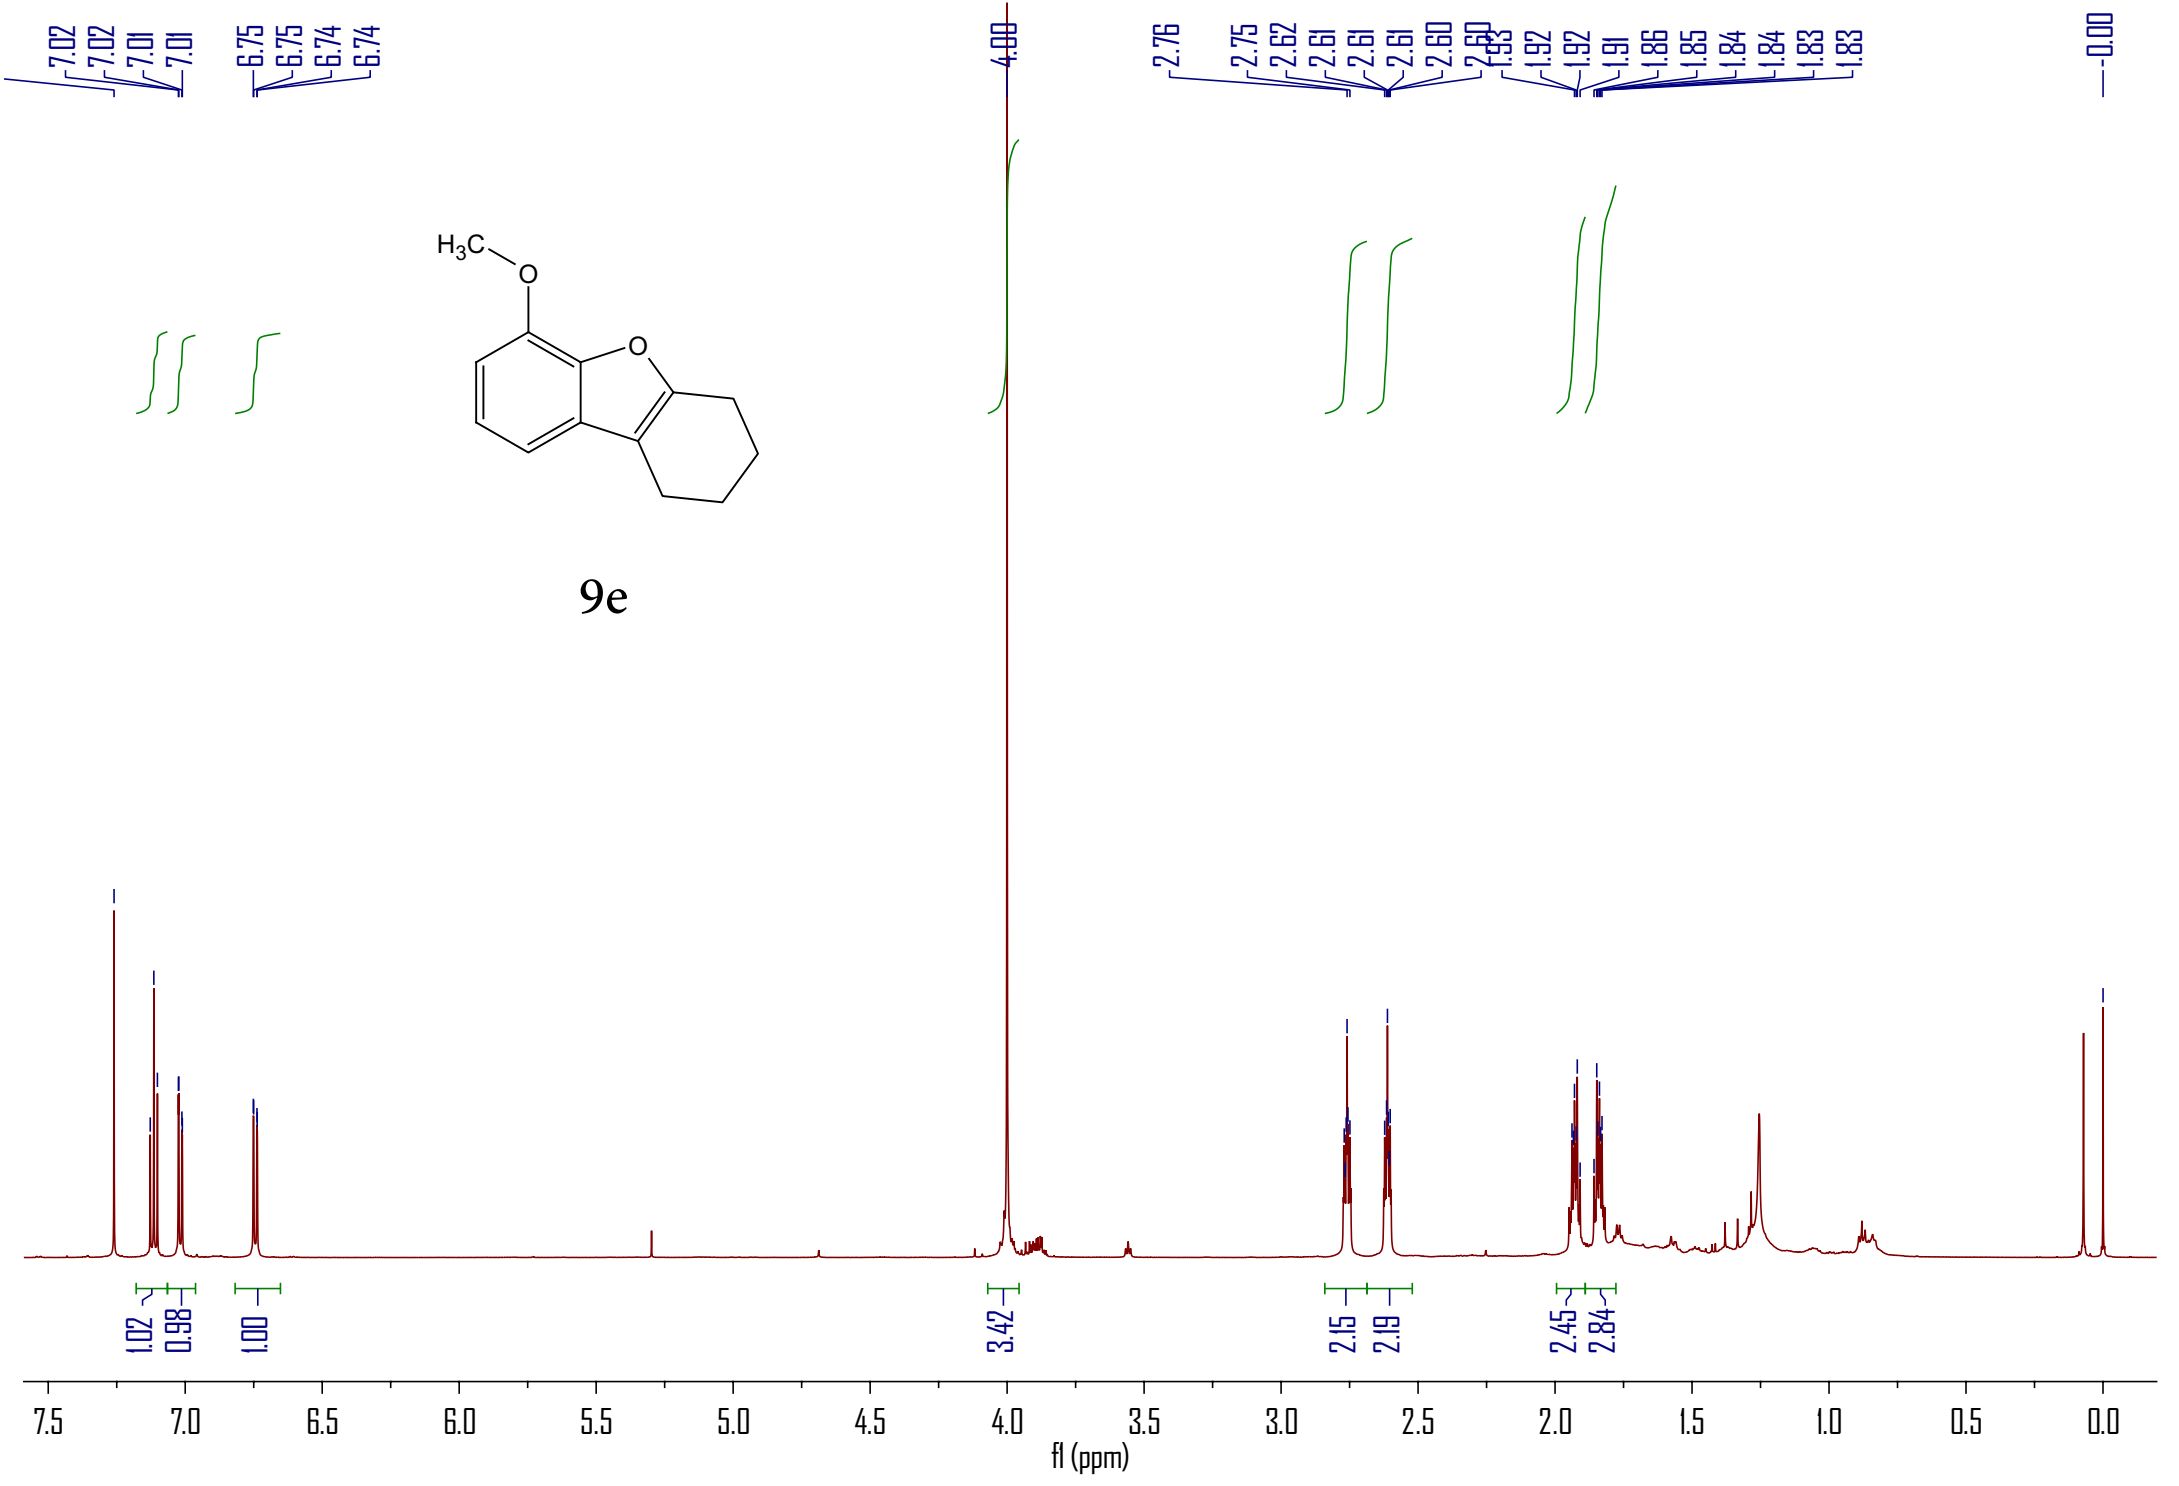 7.02 7.02 7.01 7.01 6.75 6.75 6.74 6.74 4.00 2.76 2.75 2.62 2.61 2.61 2.61 2.60 2.60 1.93 1.92 1.92 1.91 1.86 1.85 1.84 1.84 1.83 1.83 -0.00
H₃C
O
O
9e
1.02 0.98 1.00 3.42 2.15 2.19 2.45 2.84
7.5 7.0 6.5 6.0 5.5 5.0 4.5 4.0 3.5 3.0 2.5 2.0 1.5 1.0 0.5 0.0
f1 (ppm)